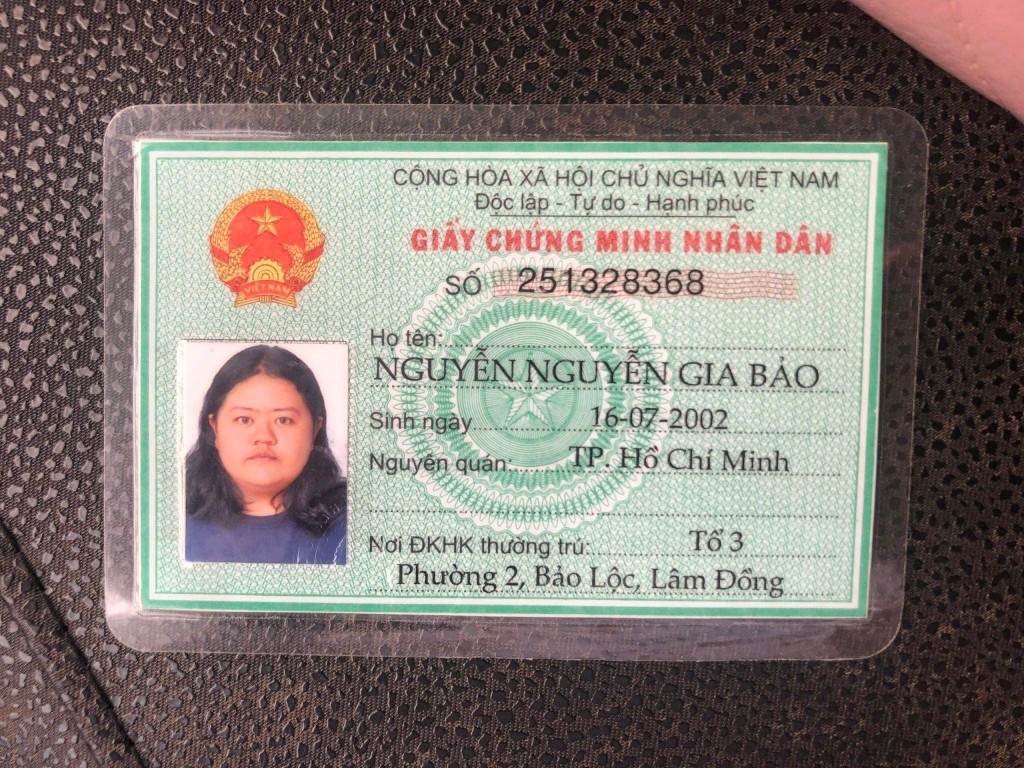 CỘNG HÒA XÃ HỘI CHỦ NGHĨA VIỆT NAM
Độc lập - Tự do - Hạnh phúc
GIẤY CHỨNG MINH NHÂN DÂN
SỐ 251328368
VIỆT NAM
Họ tên:
NGUYỄN NGUYỄN GIA BẢO
Sinh ngày 16-07-2002
Nguyên quán: TP. Hồ Chí Minh
Nơi ĐKHK thường trú: Tổ 3
Phường 2, Bảo Lộc, Lâm Đồng